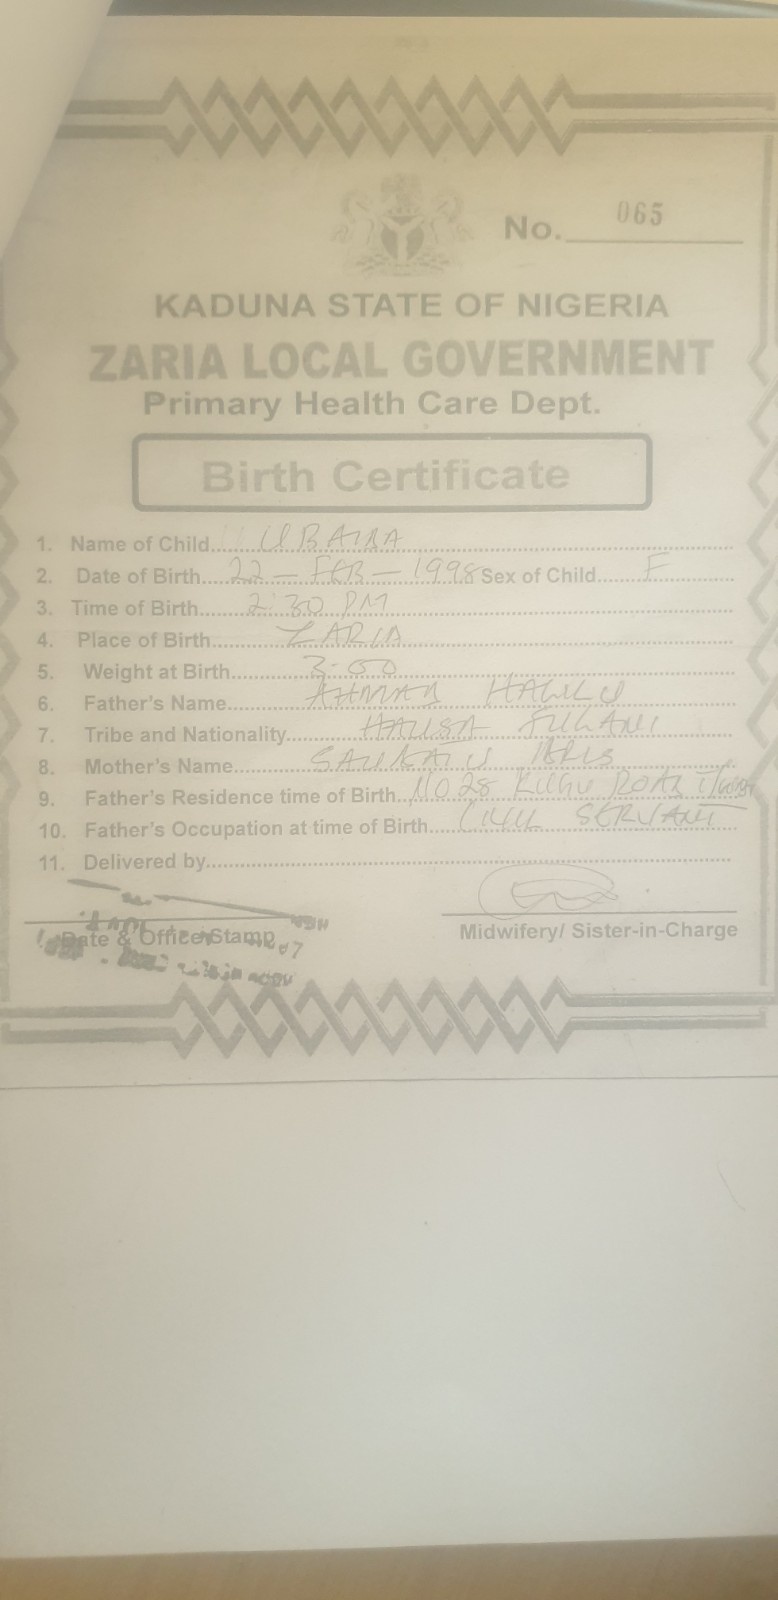 No. 065
KADUNA STATE OF NIGERIA
ZARIA LOCAL GOVERNMENT
Primary Health Care Dept.
Birth Certificate
1. Name of Child.....
2. Date of Birth.....22 - FEB - 1998 Sex of Child.....F
3. Time of Birth.....2:30 PM
4. Place of Birth.....ZARIA
5. Weight at Birth.....3.00
6. Father's Name.....
7. Tribe and Nationality.....HAUSA FULANI
8. Mother's Name.....
9. Father's Residence time of Birth..NO 28 ROAD
10. Father's Occupation at time of Birth.....CIVIL SERVANT
11. Delivered by.....
Date & Office Stamp
Midwifery/ Sister-in-Charge